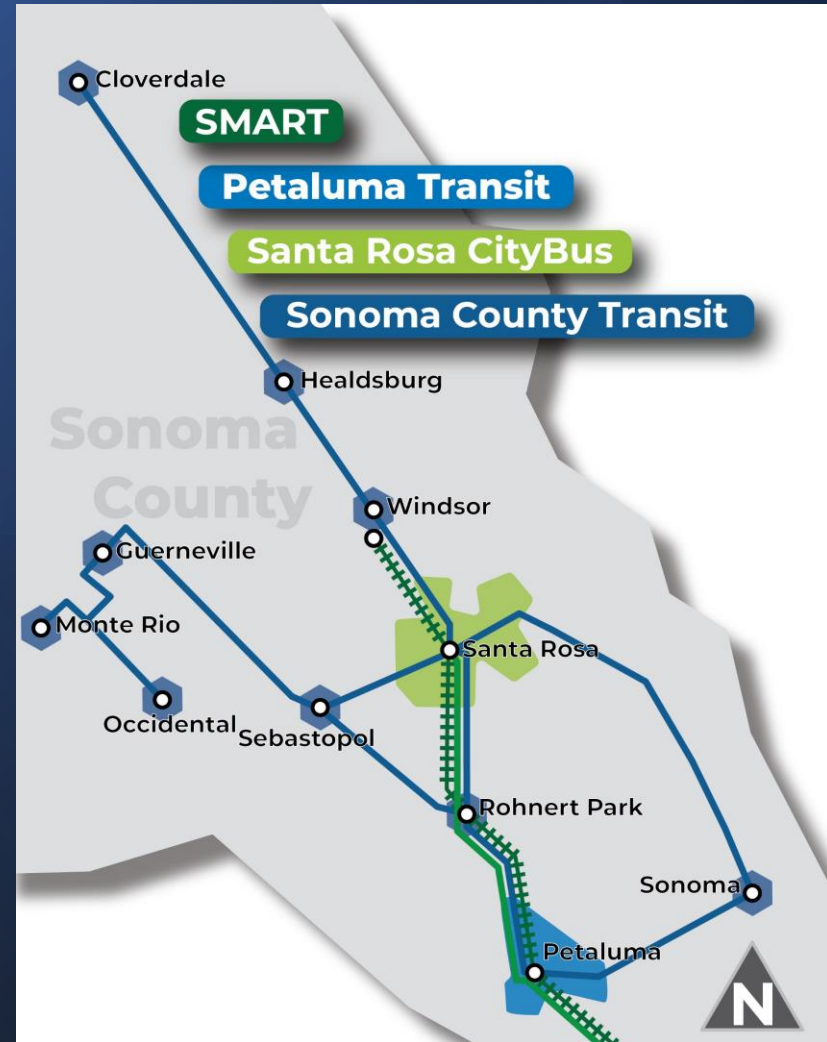 Cloverdale
SMART
Petaluma Transit
Santa Rosa CityBus
Sonoma County Transit
Healdsburg
Sonoma
County
Windsor
Guerneville
Monte Rio
Santa Rosa
Occidental
Sebastopol
Rohnert Park
Sonoma
Petaluma
N